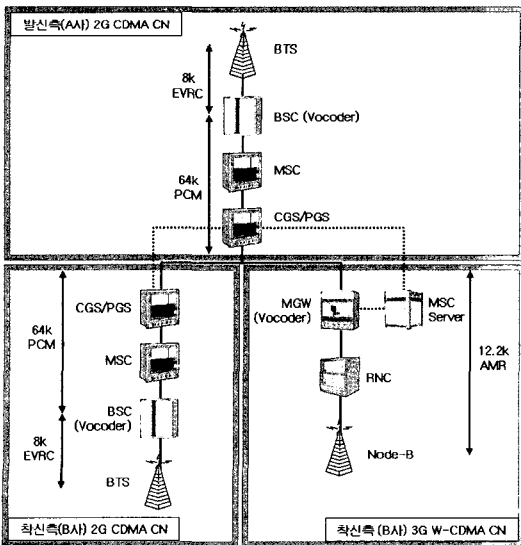 발신측(A사) 2G CDMA CN
BTS
8k
EVRC
BSC (Vocoder)
MSC
64k
PCM
CGS/PGS
CGS/PGS
64k
PCM
MSC
BSC
(Vocoder)
8k
EVRC
BTS
착신측(B사) 2G CDMA CN
MGW
(Vocoder)
MSC
Server
12.2k
AMR
RNC
Node-B
착신측 (B사) 3G W-CDMA CN